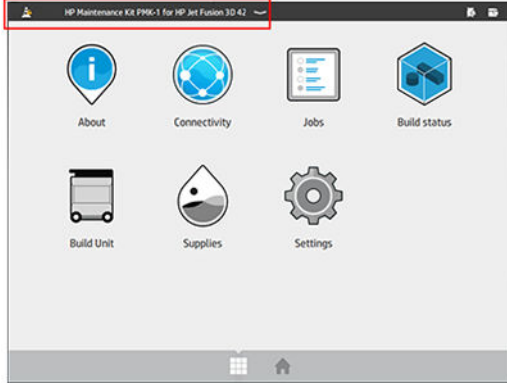 HP Maintenance Kit PMK-1 for HP Jet Fusion 3D 42
About
Connectivity
Jobs
Build status
Build Unit
Supplies
Settings